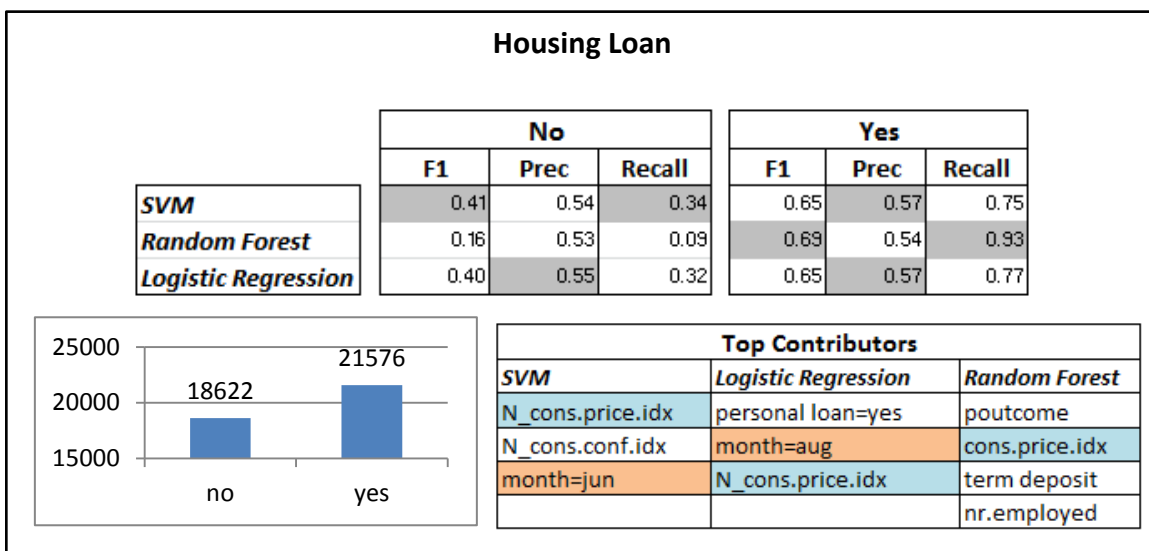 Housing Loan
No Yes
F1 Prec Recall F1 Prec Recall
SVM 0.41 0.54 0.34 0.65 0.57 0.75
Random Forest 0.16 0.53 0.09 0.69 0.54 0.93
Logistic Regression 0.40 0.55 0.32 0.65 0.57 0.77
25000
20000
15000
18622
21576
no yes
Top Contributors
SVM Logistic Regression Random Forest
N_cons.price.idx personal loan=yes poutcome
N_cons.conf.idx month=aug cons.price.idx
month=jun N_cons.price.idx term deposit
nr.employed